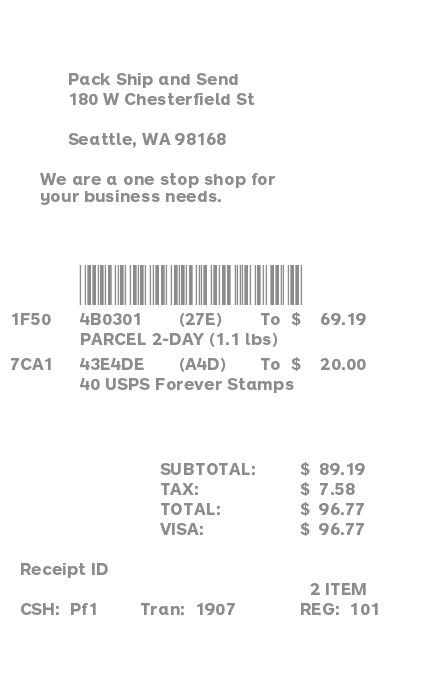 Pack Ship and Send
180 W Chesterfield St
Seattle, WA 98168
We are a one stop shop for
your business needs.
1F50 4B0301 (27E) To $ 69.19
PARCEL 2-DAY (1.1 lbs)
7CA1 43E4DE (A4D) To $ 20.00
40 USPS Forever Stamps
SUBTOTAL: $ 89.19
TAX: $ 7.58
TOTAL: $ 96.77
VISA: $ 96.77
Receipt ID
2 ITEM
CSH: Pf1 Tran: 1907 REG: 101